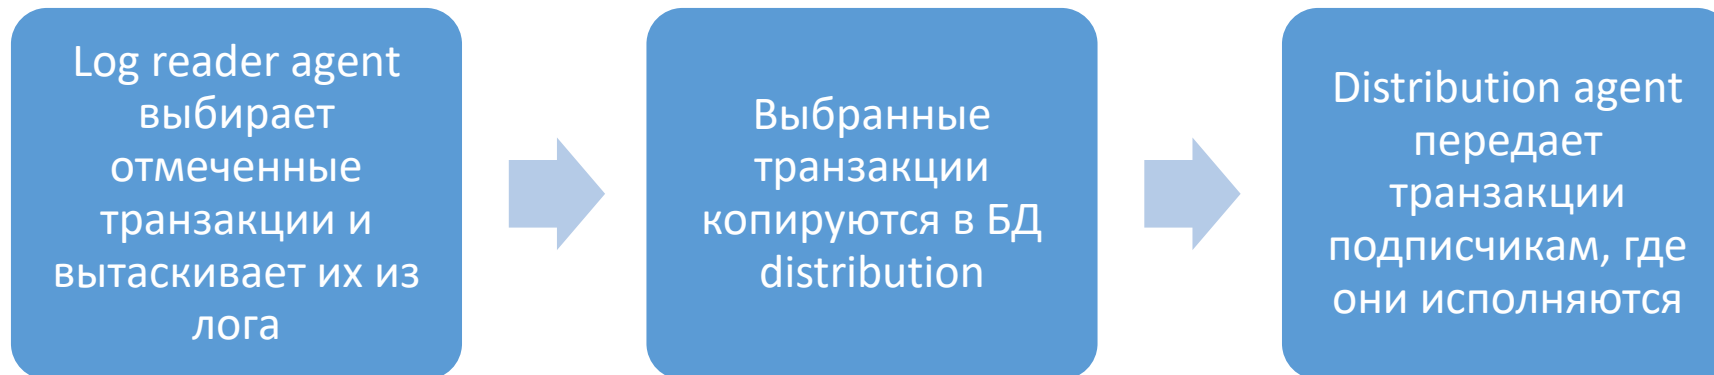 Log reader agent
выбирает
отмеченные
транзакции и
вытаскивает их из
лога
Выбранные
транзакции
копируются в БД
distribution
Distribution agent
передает
транзакции
подписчикам, где
они исполняются